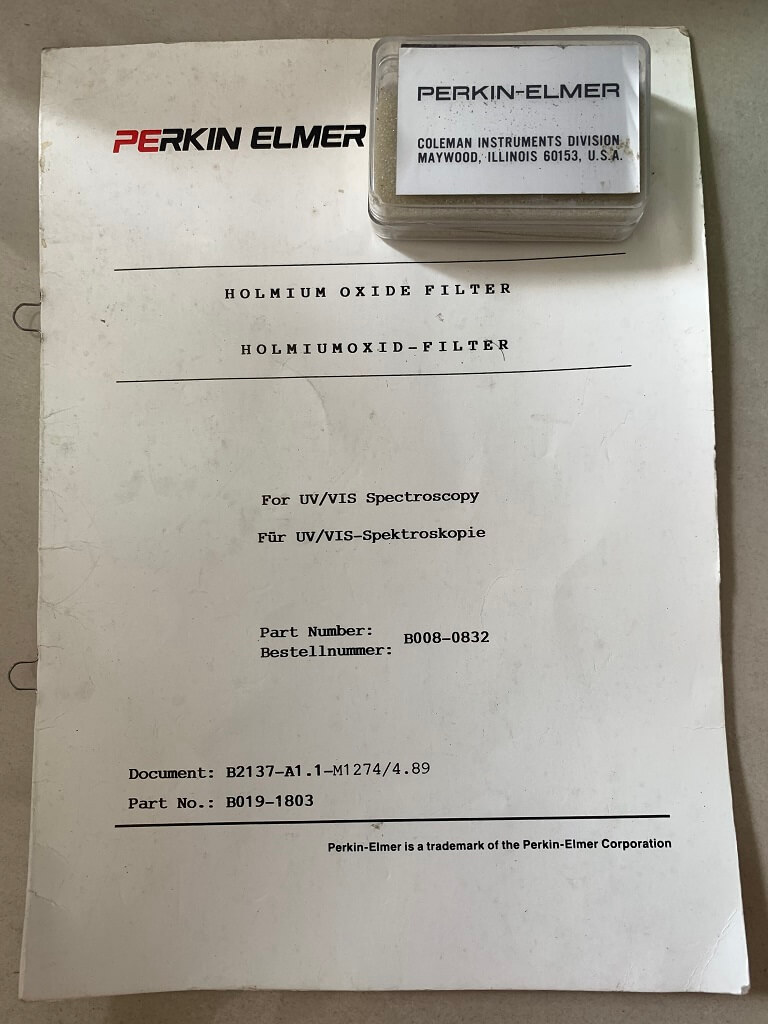 PERKIN ELMER
PERKIN-ELMER
COLEMAN INSTRUMENTS DIVISION
MAYWOOD, ILLINOIS 60153, U.S.A.
HOLMIUM OXIDE FILTER
HOLMIUMOXID-FILTER
For UV/VIS Spectroscopy
Für UV/VIS-Spektroskopie
Part Number: B008-0832
Bestellnummer:
Document: B2137-A1.1-M1274/4.89
Part No.: B019-1803
Perkin-Elmer is a trademark of the Perkin-Elmer Corporation